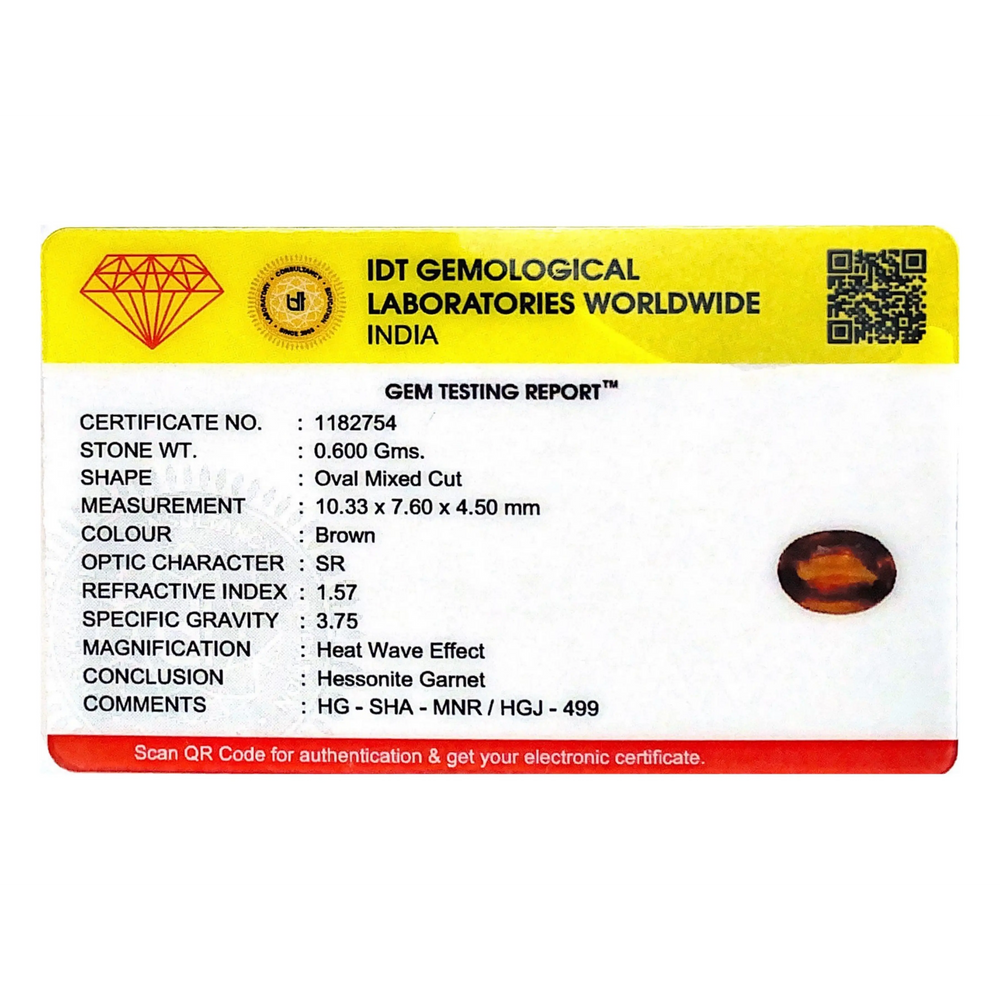 IDT GEMOLOGICAL
LABORATORIES WORLDWIDE
INDIA
LABORATORY • CONSULTANCY • EDUCATION
GEM TESTING REPORT™
CERTIFICATE NO. : 1182754
STONE WT. : 0.600 Gms.
SHAPE : Oval Mixed Cut
MEASUREMENT : 10.33 x 7.60 x 4.50 mm
COLOUR : Brown
OPTIC CHARACTER : SR
REFRACTIVE INDEX : 1.57
SPECIFIC GRAVITY : 3.75
MAGNIFICATION : Heat Wave Effect
CONCLUSION : Hessonite Garnet
COMMENTS : HG - SHA - MNR / HGJ - 499
Scan QR Code for authentication & get your electronic certificate.